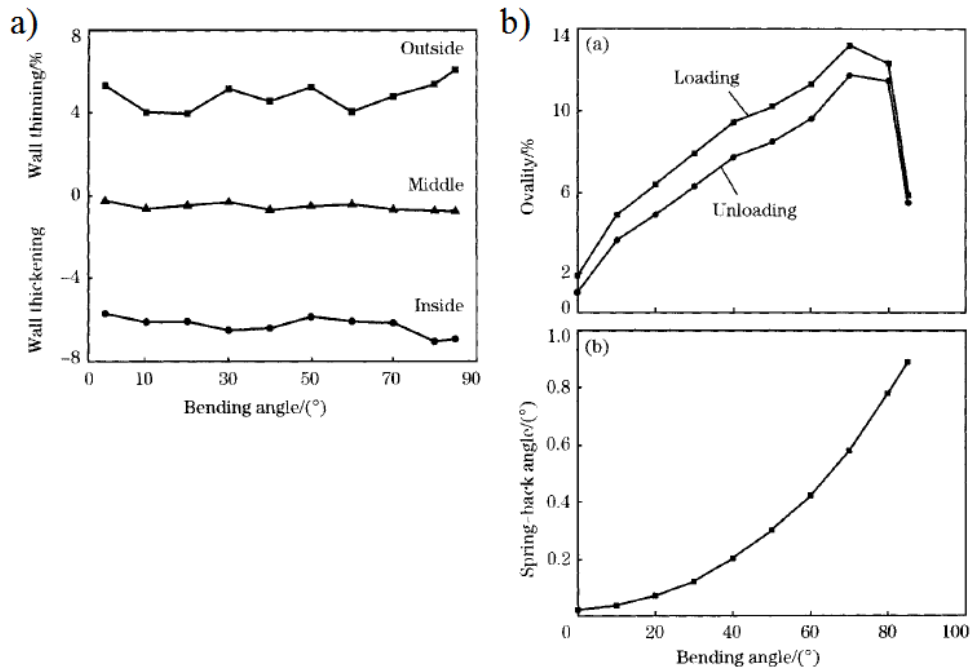 a)
Wall thinning/%
Wall thickening
8
4
0
−4
−8
Outside
Middle
Inside
0 10 30 50 70 90
Bending angle/(°)
b)
(a)
Ovality/%
14
10
6
2
0
Loading
Unloading
(b)
Spring-back angle/(°)
1.0
0.8
0.6
0.4
0.2
0 20 40 60 80 100
Bending angle/(°)